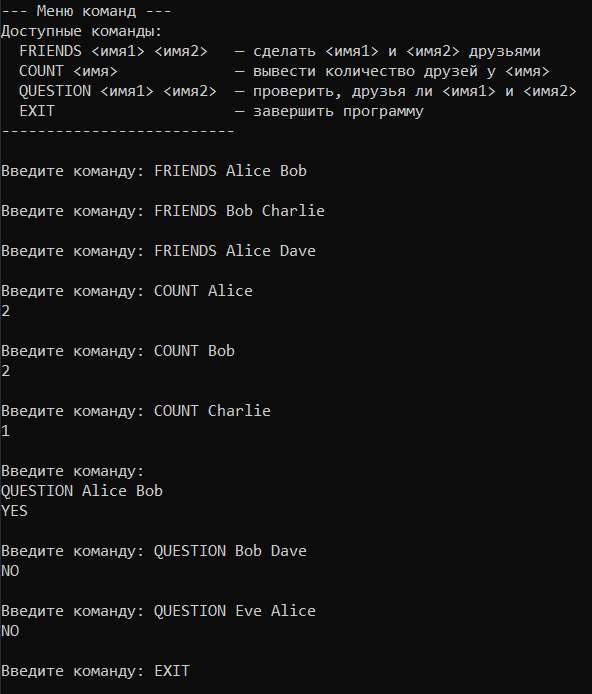 --- Меню команд ---
Доступные команды:
  FRIENDS <имя1> <имя2>   — сделать <имя1> и <имя2> друзьями
  COUNT <имя>             — вывести количество друзей у <имя>
  QUESTION <имя1> <имя2>  — проверить, друзья ли <имя1> и <имя2>
  EXIT                    — завершить программу
--------------------------
Введите команду: FRIENDS Alice Bob
Введите команду: FRIENDS Bob Charlie
Введите команду: FRIENDS Alice Dave
Введите команду: COUNT Alice
2
Введите команду: COUNT Bob
2
Введите команду: COUNT Charlie
1
Введите команду:
QUESTION Alice Bob
YES
Введите команду: QUESTION Bob Dave
NO
Введите команду: QUESTION Eve Alice
NO
Введите команду: EXIT